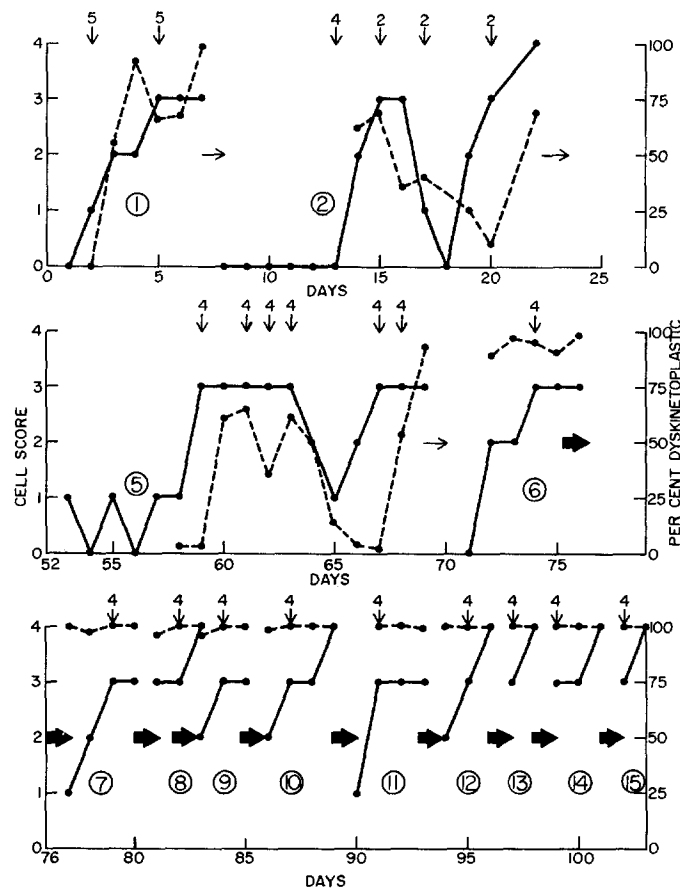 5 5 4 2 2 2
4 100
3 75
2 50
1 25
0 0
① ②
0 5 10 15 20 25
DAYS
4 4 4 4 4 4 4
4 100
3 75
2 50
1 25
0 0
⑤ ⑥
CELL SCORE
PER CENT DYSKINETOPLASTIC
52 55 60 65 70 75
DAYS
4 4 4 4 4 4 4 4 4
4 100
3 75
2 50
1 25
0 0
⑦ ⑧ ⑨ ⑩ ⑪ ⑫ ⑬ ⑭ ⑮
76 80 85 90 95 100
DAYS